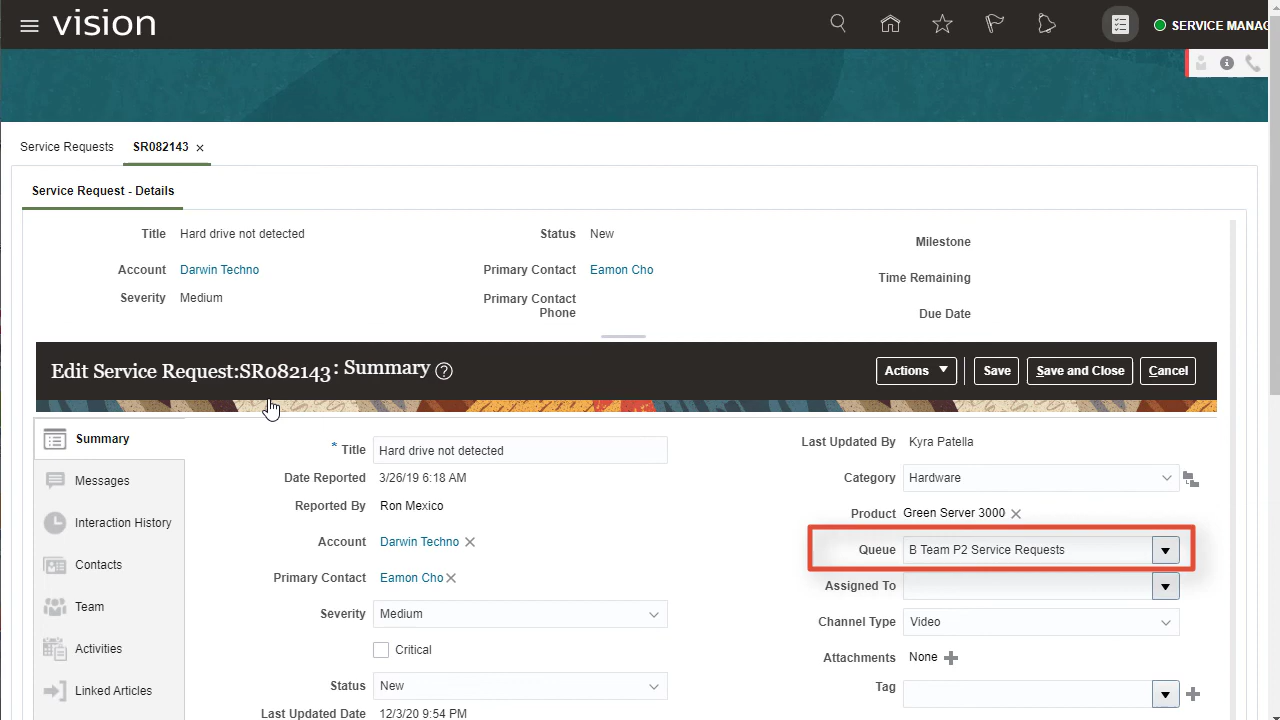 vision
SERVICE MANAG
Service Requests
SR082143
Service Request - Details
Title Hard drive not detected
Status New
Milestone
Account Darwin Techno
Primary Contact Eamon Cho
Time Remaining
Severity Medium
Primary Contact
Phone
Due Date
Edit Service Request:SR082143: Summary ?
Actions
Save
Save and Close
Cancel
Summary
Messages
Interaction History
Contacts
Team
Activities
Linked Articles
* Title Hard drive not detected
Date Reported 3/26/19 6:18 AM
Reported By Ron Mexico
Account Darwin Techno
Primary Contact Eamon Cho
Severity Medium
Critical
Status New
Last Updated Date 12/3/20 9:54 PM
Last Updated By Kyra Patella
Category Hardware
Product Green Server 3000
Queue B Team P2 Service Requests
Assigned To
Channel Type Video
Attachments None
Tag